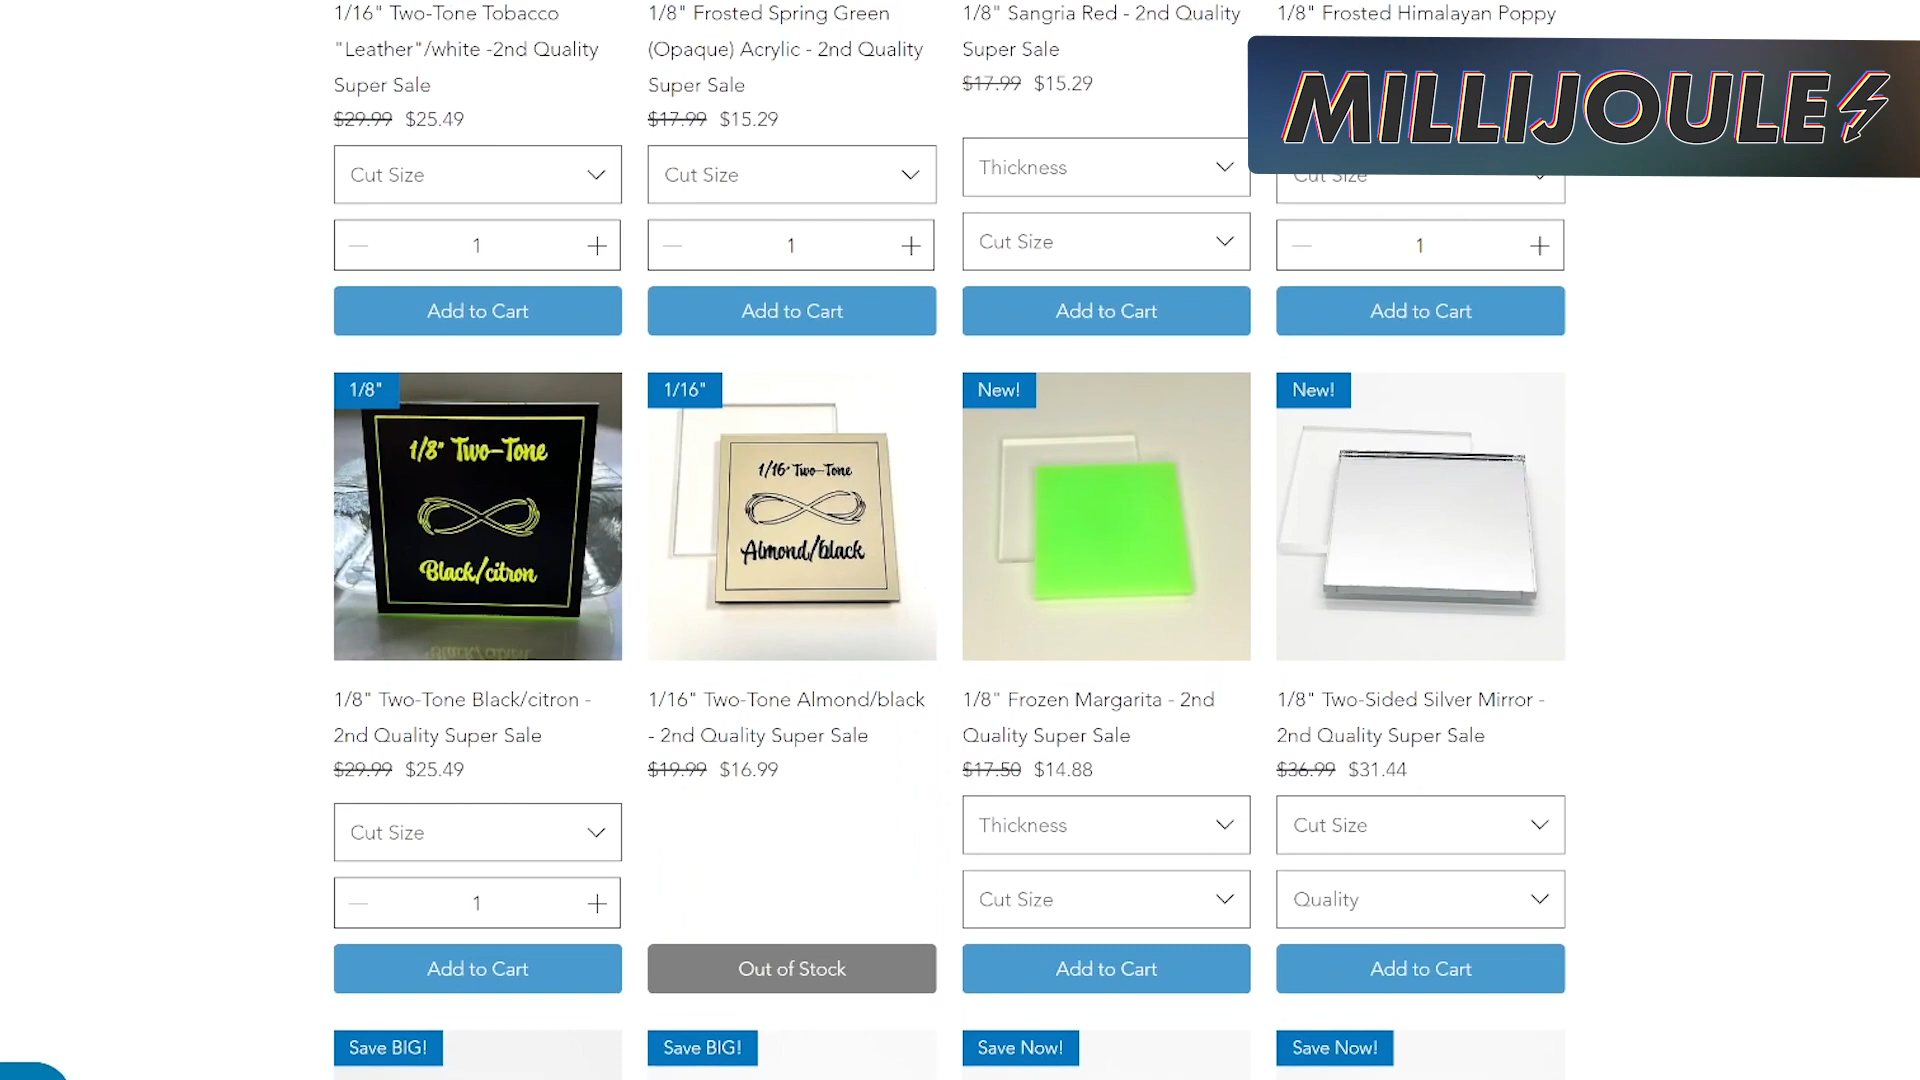 1/16" Two-Tone Tobacco
"Leather"/white -2nd Quality
Super Sale
$29.99 $25.49
Cut Size
1
Add to Cart
1/8" Frosted Spring Green
(Opaque) Acrylic - 2nd Quality
Super Sale
$17.99 $15.29
Cut Size
1
Add to Cart
1/8" Sangria Red - 2nd Quality
Super Sale
$17.99 $15.29
Thickness
Cut Size
Add to Cart
1/8" Frosted Himalayan Poppy
MILLIJOULE
Cut Size
1
Add to Cart
1/8"
1/8" Two-Tone
Black/citron
1/8" Two-Tone Black/citron -
2nd Quality Super Sale
$29.99 $25.49
Cut Size
1
Add to Cart
1/16"
1/16" Two-Tone
Almond/black
1/16" Two-Tone Almond/black
- 2nd Quality Super Sale
$19.99 $16.99
Out of Stock
New!
1/8" Frozen Margarita - 2nd
Quality Super Sale
$17.50 $14.88
Thickness
Cut Size
Add to Cart
New!
1/8" Two-Sided Silver Mirror -
2nd Quality Super Sale
$36.99 $31.44
Cut Size
Quality
Add to Cart
Save BIG!
Save BIG!
Save Now!
Save Now!